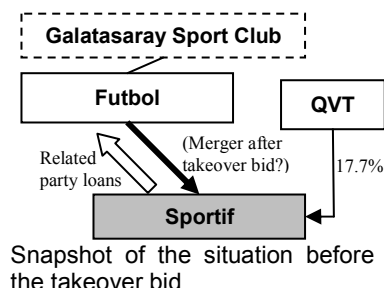 Galatasaray Sport Club
Futbol
QVT
Related
party loans
(Merger after
takeover bid?)
17.7%
Sportif
Snapshot of the situation before
the takeover bid